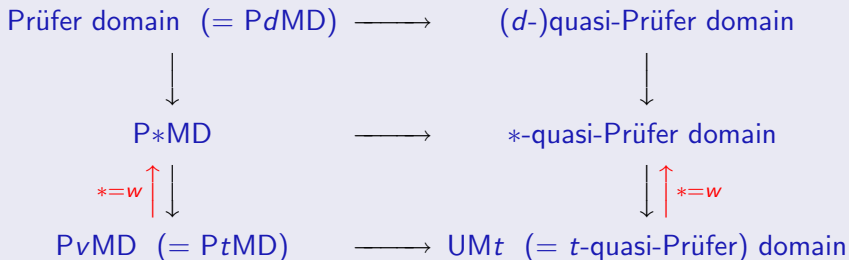 Prüfer domain (= PdMD) (d-)quasi-Prüfer domain
P∗MD ∗-quasi-Prüfer domain
∗=w ∗=w
PvMD (= PtMD) UMt (= t-quasi-Prüfer) domain